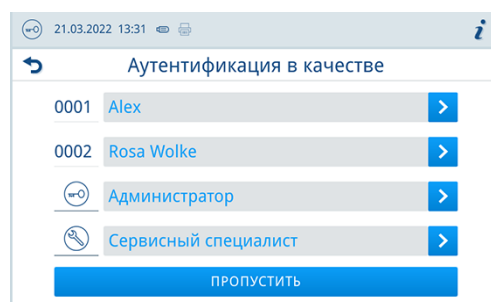 21.03.2022 13:31
Аутентификация в качестве
0001 Alex
0002 Rosa Wolke
Администратор
Сервисный специалист
ПРОПУСТИТЬ